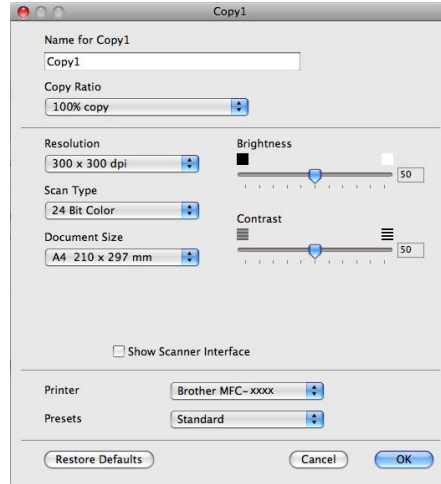 Copy1
Name for Copy1
Copy1
Copy Ratio
100% copy
Resolution
300 x 300 dpi
Scan Type
24 Bit Color
Document Size
A4 210 x 297 mm
Brightness
50
Contrast
50
Show Scanner Interface
Printer
Brother MFC-xxxx
Presets
Standard
Restore Defaults
Cancel
OK